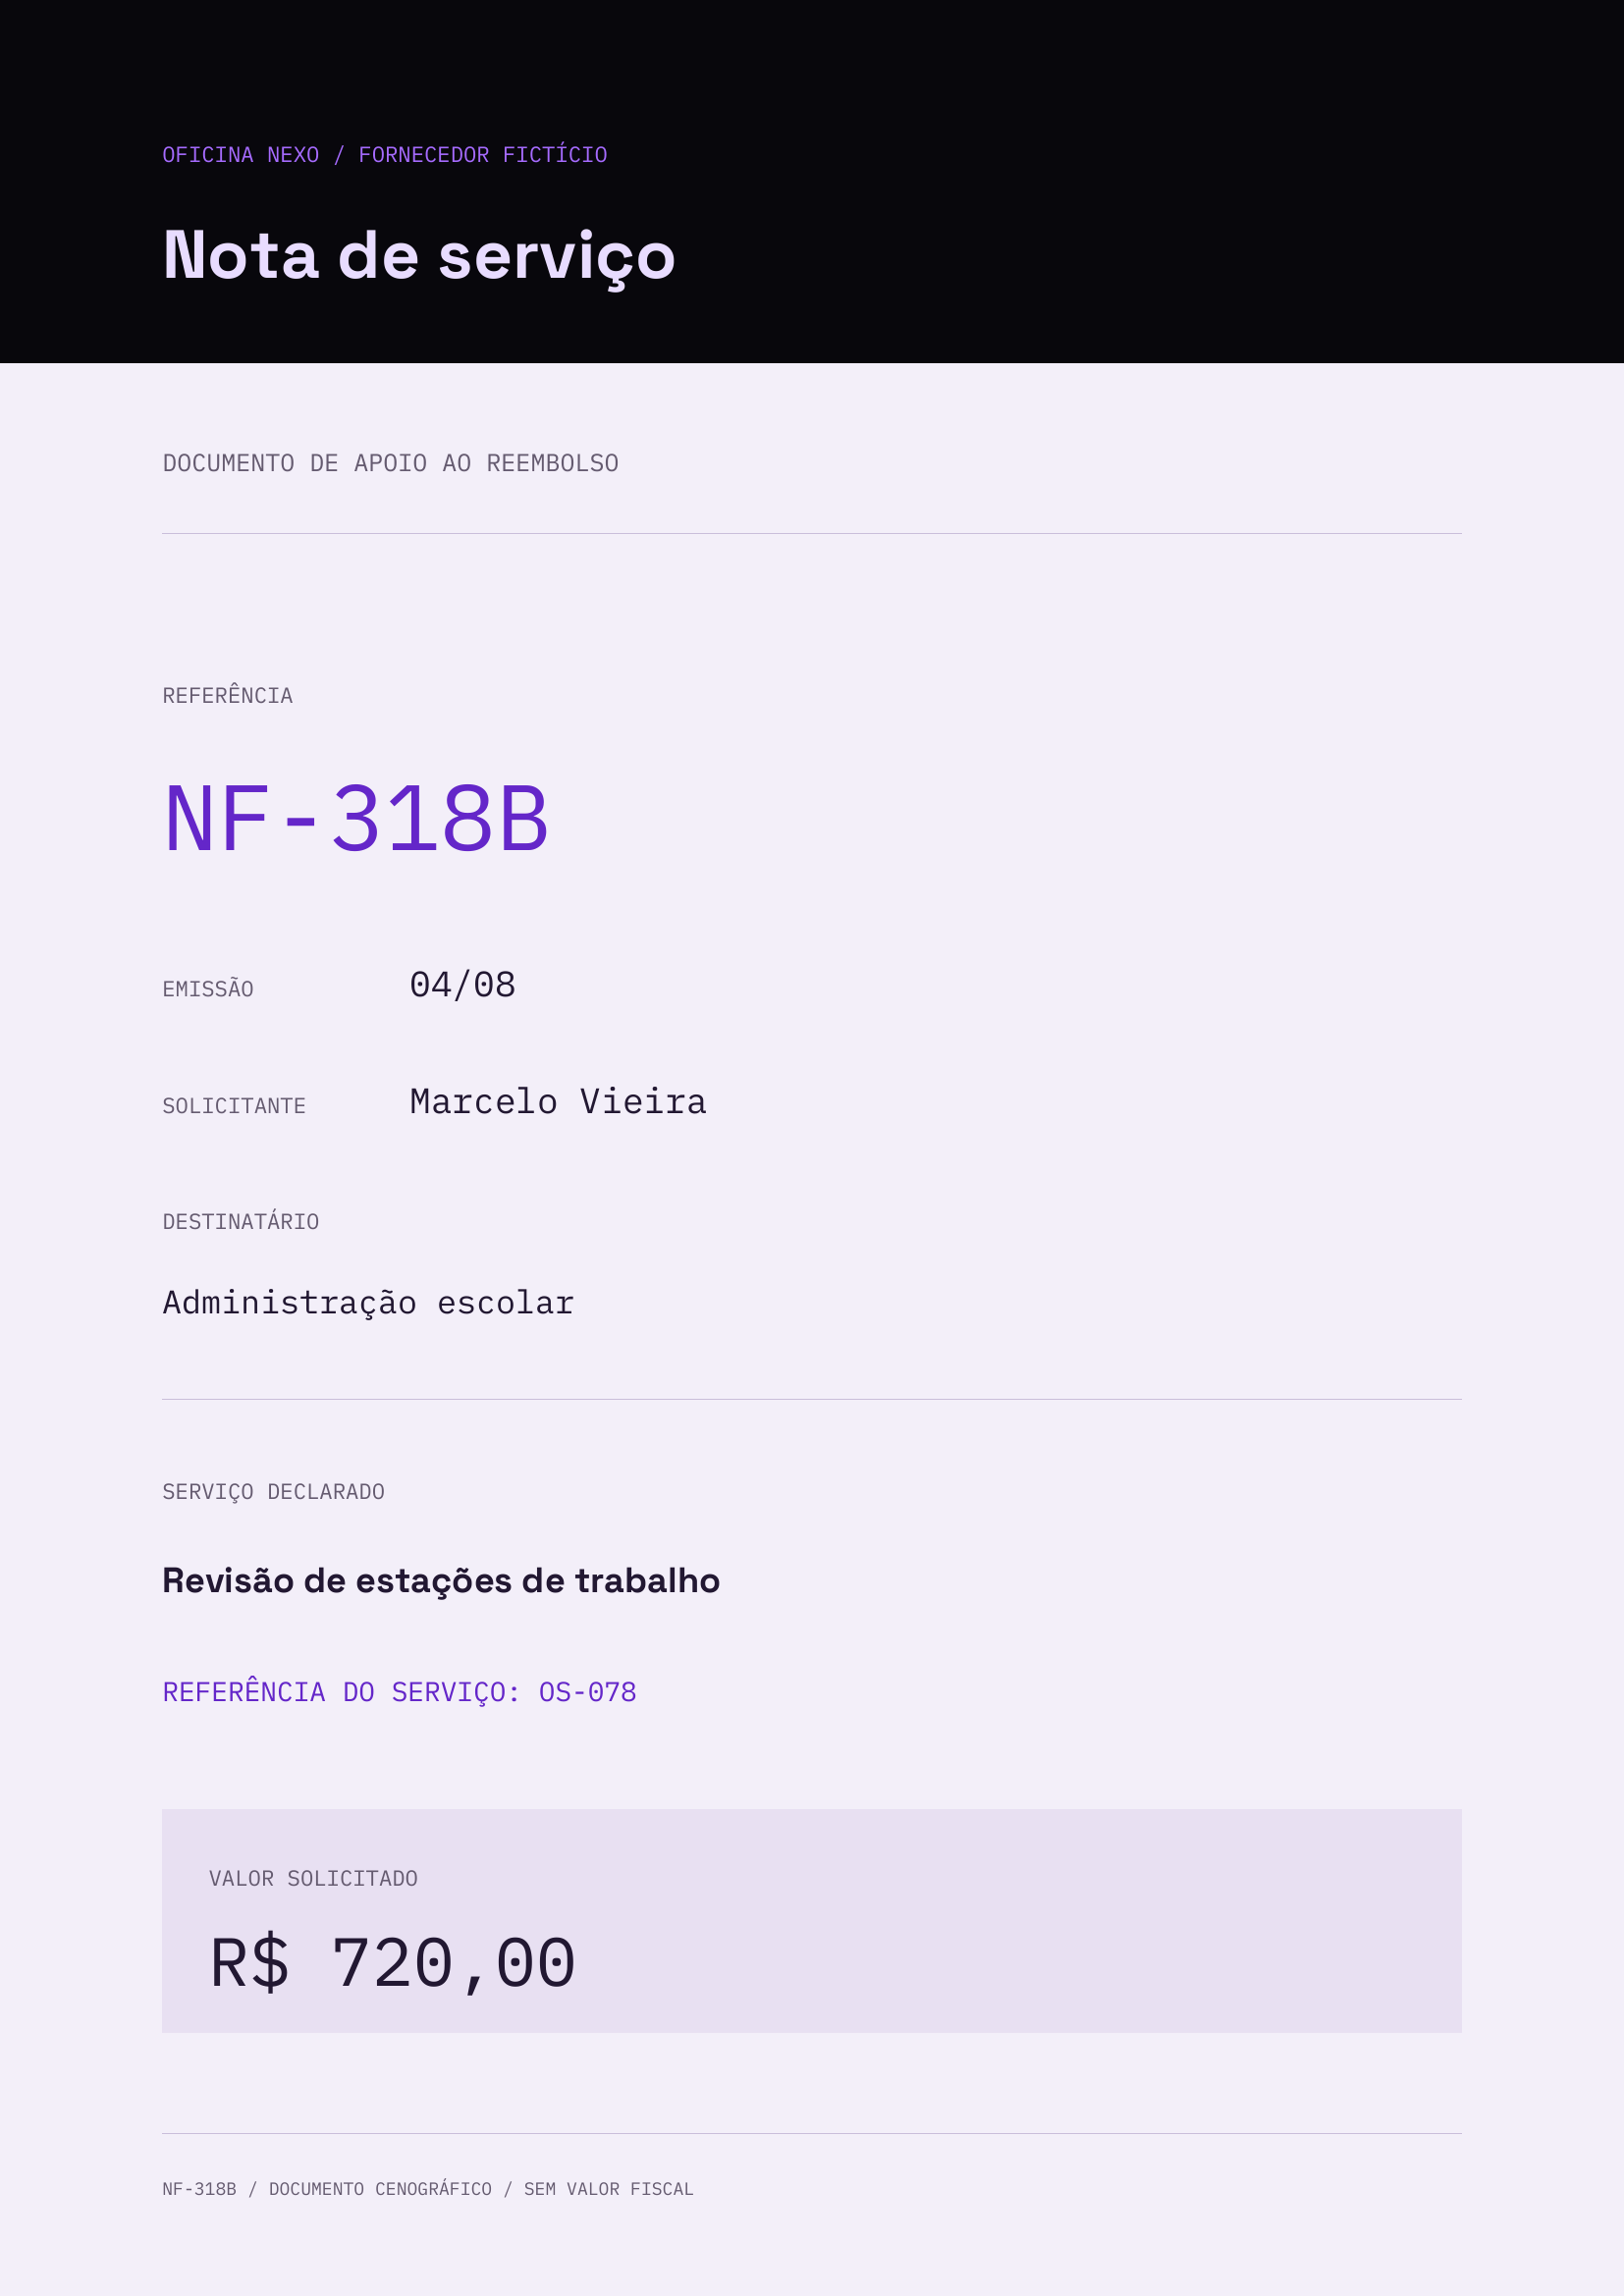 OFICINA NEXO / FORNECEDOR FICTÍCIO
Nota de serviço
DOCUMENTO DE APOIO AO REEMBOLSO
REFERÊNCIA
NF-318B
EMISSÃO 04/08
SOLICITANTE Marcelo Vieira
DESTINATÁRIO
Administração escolar
SERVIÇO DECLARADO
Revisão de estações de trabalho
REFERÊNCIA DO SERVIÇO: OS-078
VALOR SOLICITADO
R$ 720,00
NF-318B / DOCUMENTO CENOGRÁFICO / SEM VALOR FISCAL